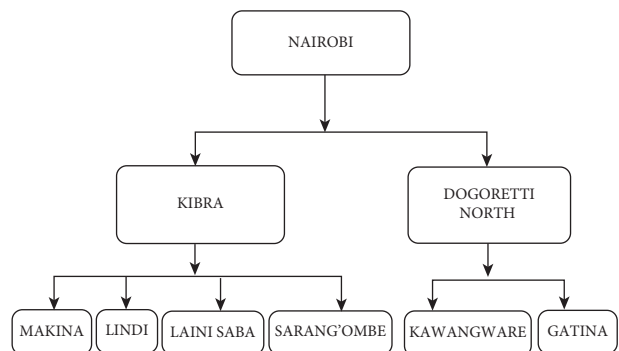 NAIROBI
KIBRA
DOGORETTI
NORTH
MAKINA
LINDI
LAINI SABA
SARANG’OMBE
KAWANGWARE
GATINA